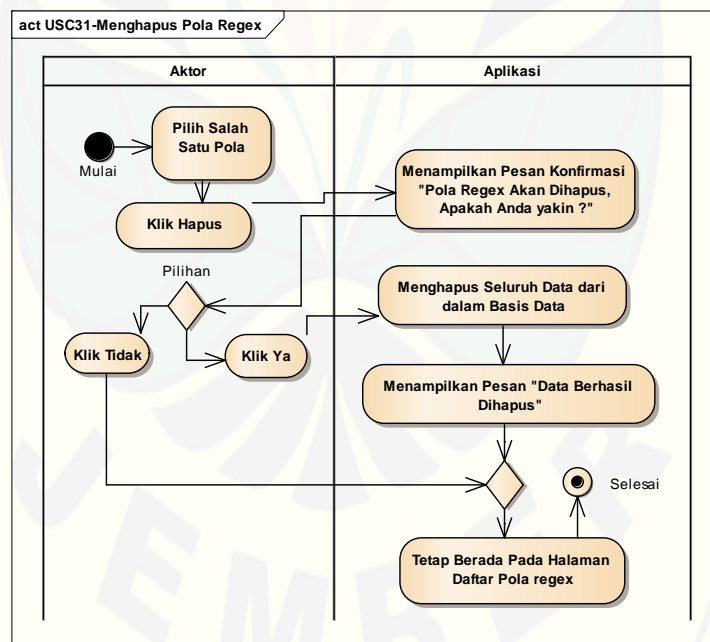 act USC31-Menghapus Pola Regex
Aktor
Aplikasi
Pilih Salah
Satu Pola
Mulai
Menampilkan Pesan Konfirmasi
"Pola Regex Akan Dihapus,
Apakah Anda yakin ?"
Klik Hapus
Pilihan
Menghapus Seluruh Data dari
dalam Basis Data
Klik Tidak
Klik Ya
Menampilkan Pesan "Data Berhasil
Dihapus"
Selesai
Tetap Berada Pada Halaman
Daftar Pola regex
JEMBER